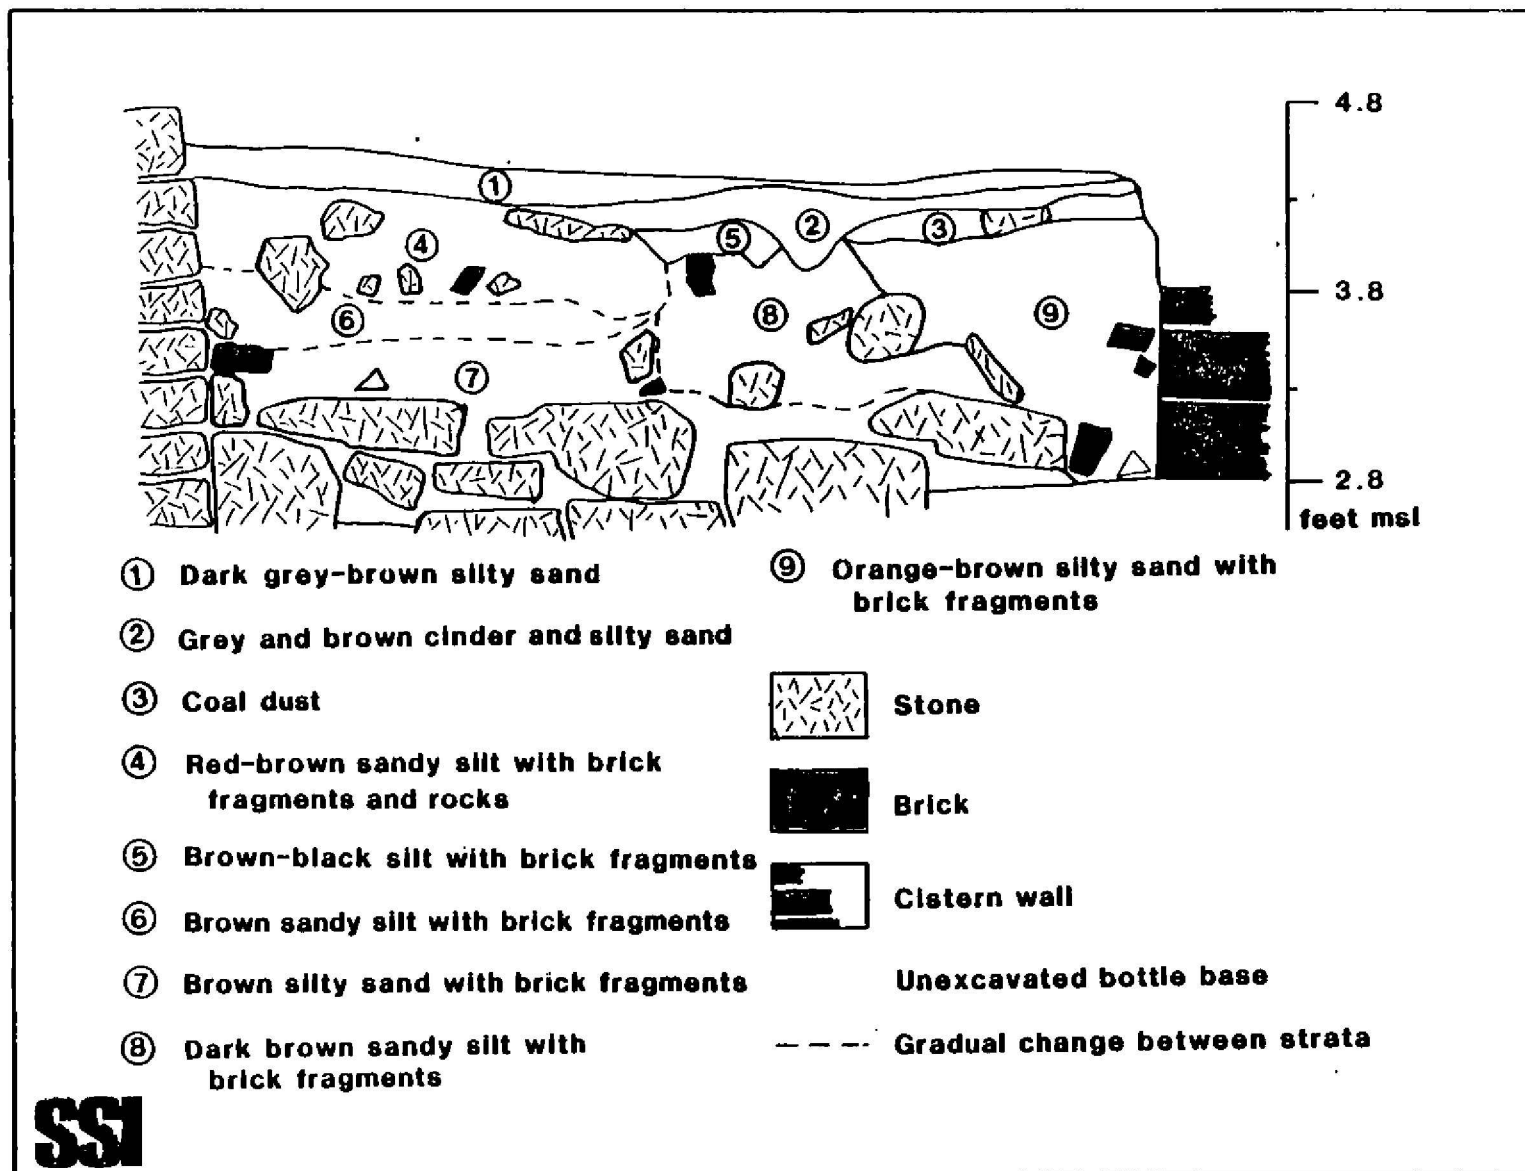 4.8
① ② ③ ④ ⑤
3.8
⑥ ⑧ ⑨
⑦
2.8
feet msl
① Dark grey-brown silty sand
② Grey and brown cinder and silty sand
③ Coal dust
④ Red-brown sandy silt with brick
fragments and rocks
⑤ Brown-black silt with brick fragments
⑥ Brown sandy silt with brick fragments
⑦ Brown silty sand with brick fragments
⑧ Dark brown sandy silt with
brick fragments
⑨ Orange-brown silty sand with
brick fragments
Stone
Brick
Cistern wall
Unexcavated bottle base
Gradual change between strata
SSI